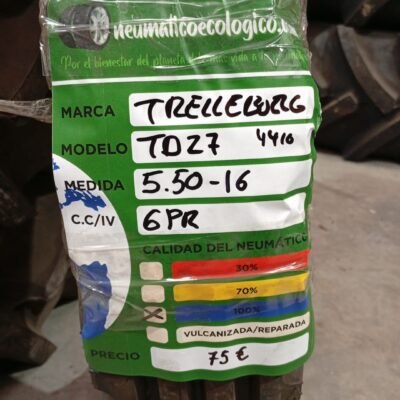 neumaticoecologico.
Por el bienestar del planeta
MARCA TRELLEBORG
MODELO TD27 4410
MEDIDA 5.50-16
C.C/IV 6PR
CALIDAD DEL NEUMÁTICO
30%
70%
100%
VULCANIZADA/REPARADA
PRECIO 75 €